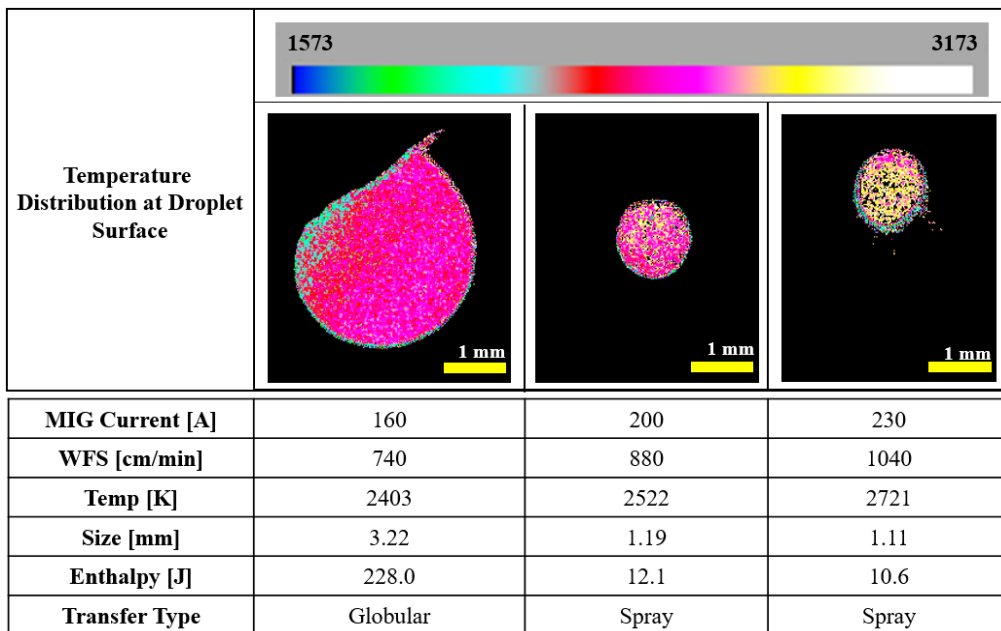 1573 3173
Temperature
Distribution at Droplet
Surface
1 mm 1 mm 1 mm
MIG Current [A] 160 200 230
WFS [cm/min] 740 880 1040
Temp [K] 2403 2522 2721
Size [mm] 3.22 1.19 1.11
Enthalpy [J] 228.0 12.1 10.6
Transfer Type Globular Spray Spray